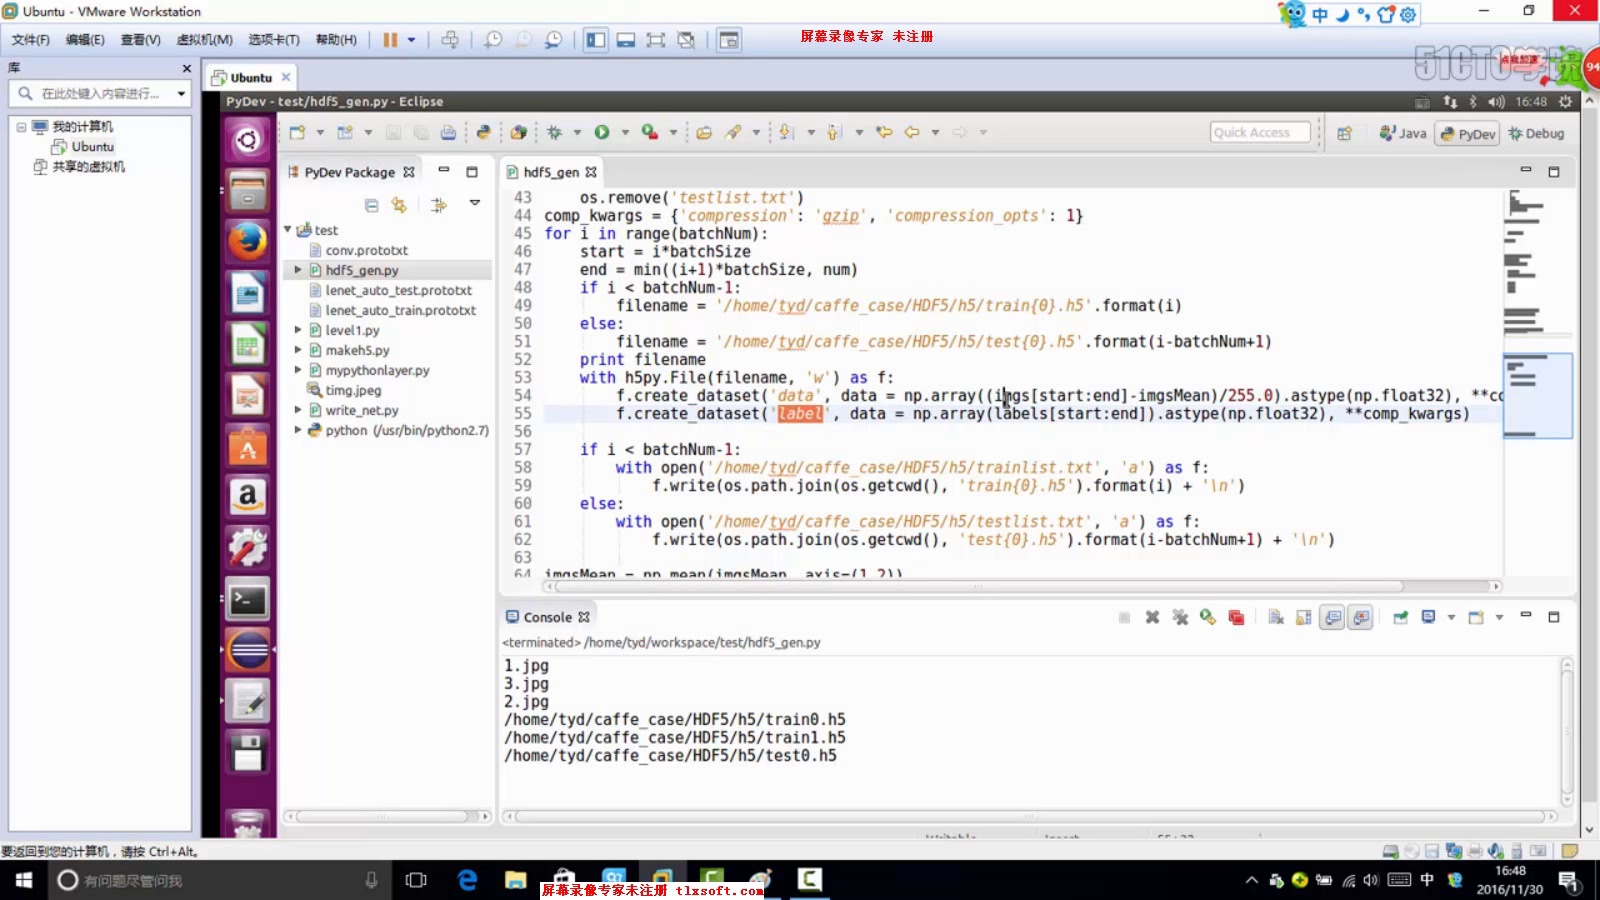 Ubuntu - VMware Workstation
中
文件(F) 编辑(E) 查看(V) 虚拟机(M) 选项卡(T) 帮助(H)
屏幕录像专家 未注册
51CTO学院
点我加速
94
库
在此处键入内容进行...
我的计算机
Ubuntu
共享的虚拟机
Ubuntu
PyDev - test/hdf5_gen.py - Eclipse
16:48
Quick Access
Java
PyDev
Debug
PyDev Package
test
conv.prototxt
hdf5_gen.py
lenet_auto_test.prototxt
lenet_auto_train.prototxt
level1.py
makeh5.py
mypythonlayer.py
timg.jpeg
write_net.py
python (/usr/bin/python2.7)
hdf5_gen
43 os.remove('testlist.txt')
44 comp_kwargs = {'compression': 'gzip', 'compression_opts': 1}
45 for i in range(batchNum):
46 start = i*batchSize
47 end = min((i+1)*batchSize, num)
48 if i < batchNum-1:
49 filename = '/home/tyd/caffe_case/HDF5/h5/train{0}.h5'.format(i)
50 else:
51 filename = '/home/tyd/caffe_case/HDF5/h5/test{0}.h5'.format(i-batchNum+1)
52 print filename
53 with h5py.File(filename, 'w') as f:
54 f.create_dataset('data', data = np.array((imgs[start:end]-imgsMean)/255.0).astype(np.float32), **co
55 f.create_dataset('label', data = np.array(labels[start:end]).astype(np.float32), **comp_kwargs)
56
57 if i < batchNum-1:
58 with open('/home/tyd/caffe_case/HDF5/h5/trainlist.txt', 'a') as f:
59 f.write(os.path.join(os.getcwd(), 'train{0}.h5').format(i) + '\n')
60 else:
61 with open('/home/tyd/caffe_case/HDF5/h5/testlist.txt', 'a') as f:
62 f.write(os.path.join(os.getcwd(), 'test{0}.h5').format(i-batchNum+1) + '\n')
63
64 imgsMean = np.mean(imgsMean, axis=(1,2))
Console
<terminated> /home/tyd/workspace/test/hdf5_gen.py
1.jpg
3.jpg
2.jpg
/home/tyd/caffe_case/HDF5/h5/train0.h5
/home/tyd/caffe_case/HDF5/h5/train1.h5
/home/tyd/caffe_case/HDF5/h5/test0.h5
Writable
Insert
要返回到您的计算机，请按 Ctrl+Alt。
有问题尽管问我
屏幕录像专家未注册 tlxsoft.com
中
16:48
2016/11/30
1